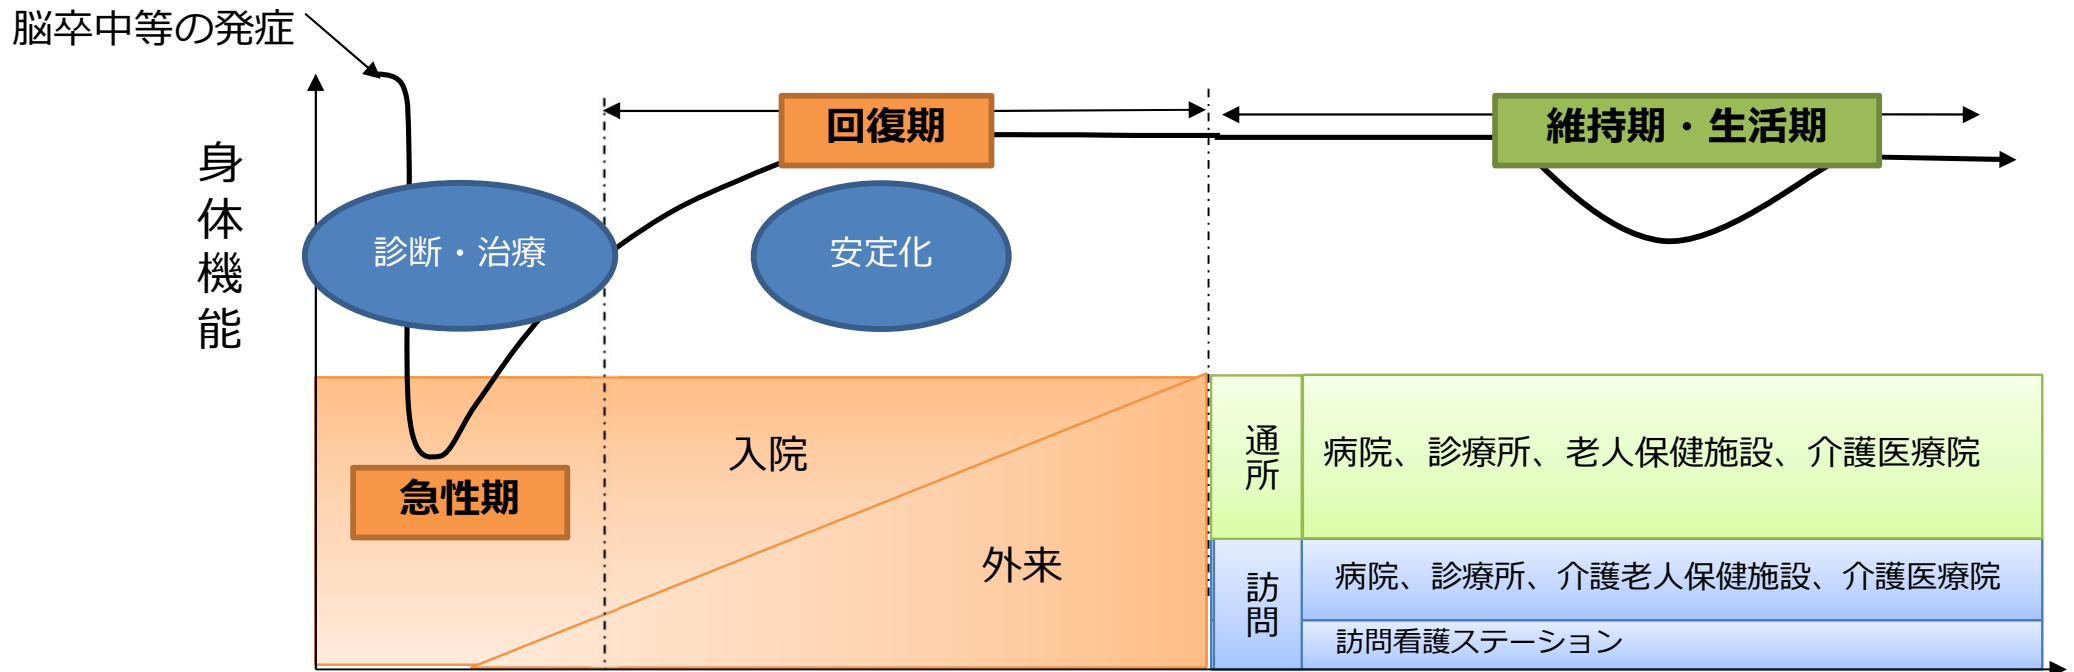 脳卒中等の発症
身体機能
回復期
維持期・生活期
診断・治療
安定化
急性期
入院
外来
通所
病院、診療所、老人保健施設、介護医療院
訪問
病院、診療所、介護老人保健施設、介護医療院
訪問看護ステーション